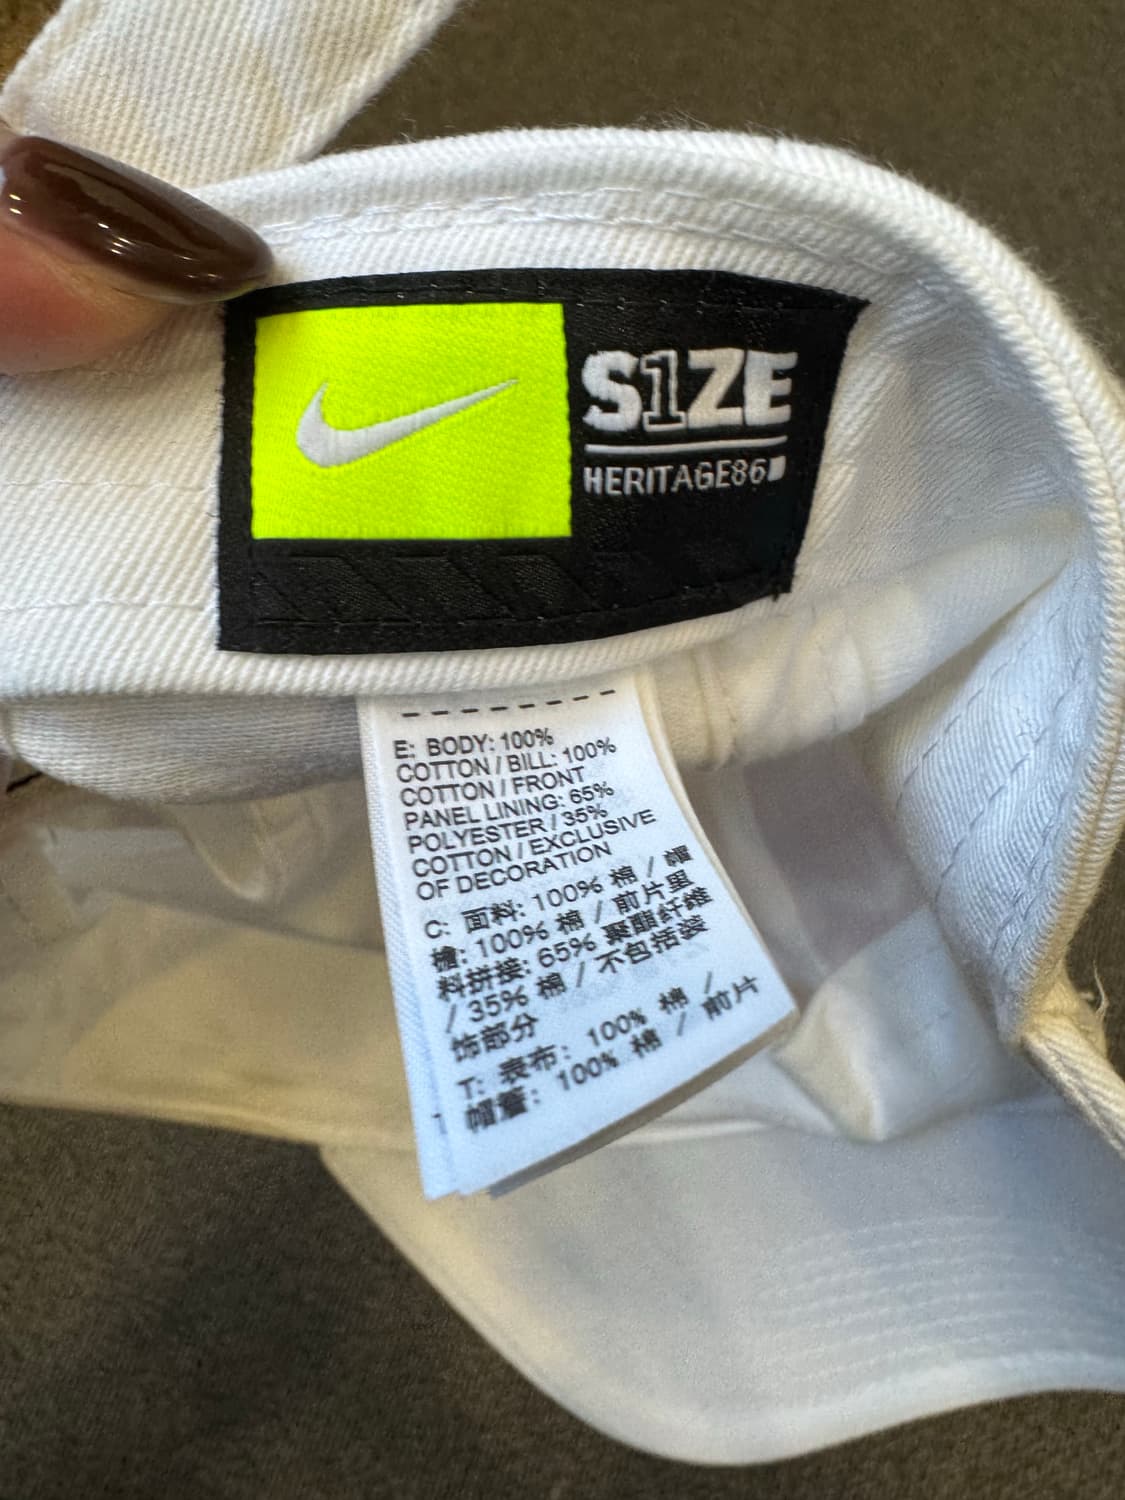 S1ZE
HERITAGE86
E: BODY: 100%
COTTON / BILL: 100%
COTTON / FRONT
PANEL LINING: 65%
POLYESTER / 35%
COTTON / EXCLUSIVE
OF DECORATION
C: 面料: 100% 棉 / 帽
檐: 100% 棉 / 前片里
料拼接: 65% 聚酯纤维
/ 35% 棉 / 不包括装
饰部分
T: 表布: 100% 棉 /
帽簷: 100% 棉 / 前片